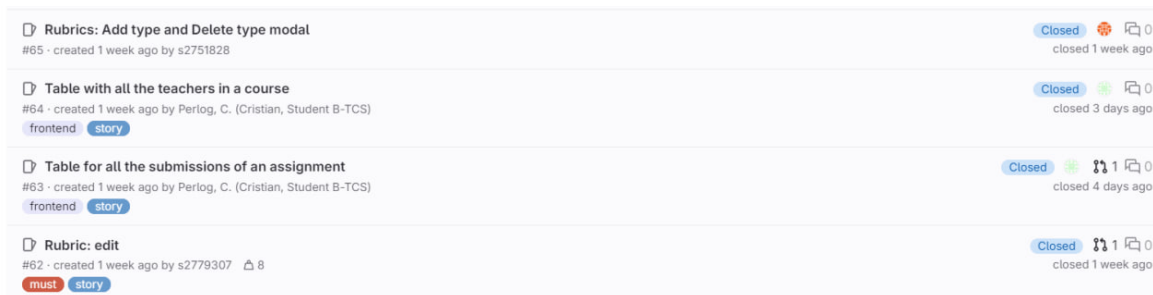 Rubrics: Add type and Delete type modal
Closed 0
#65 · created 1 week ago by s2751828
closed 1 week ago
Table with all the teachers in a course
Closed 0
#64 · created 1 week ago by Perlog, C. (Cristian, Student B-TCS)
closed 3 days ago
frontend story
Table for all the submissions of an assignment
Closed 1 0
#63 · created 1 week ago by Perlog, C. (Cristian, Student B-TCS)
closed 4 days ago
frontend story
Rubric: edit
Closed 1 0
#62 · created 1 week ago by s2779307 8
closed 1 week ago
must story